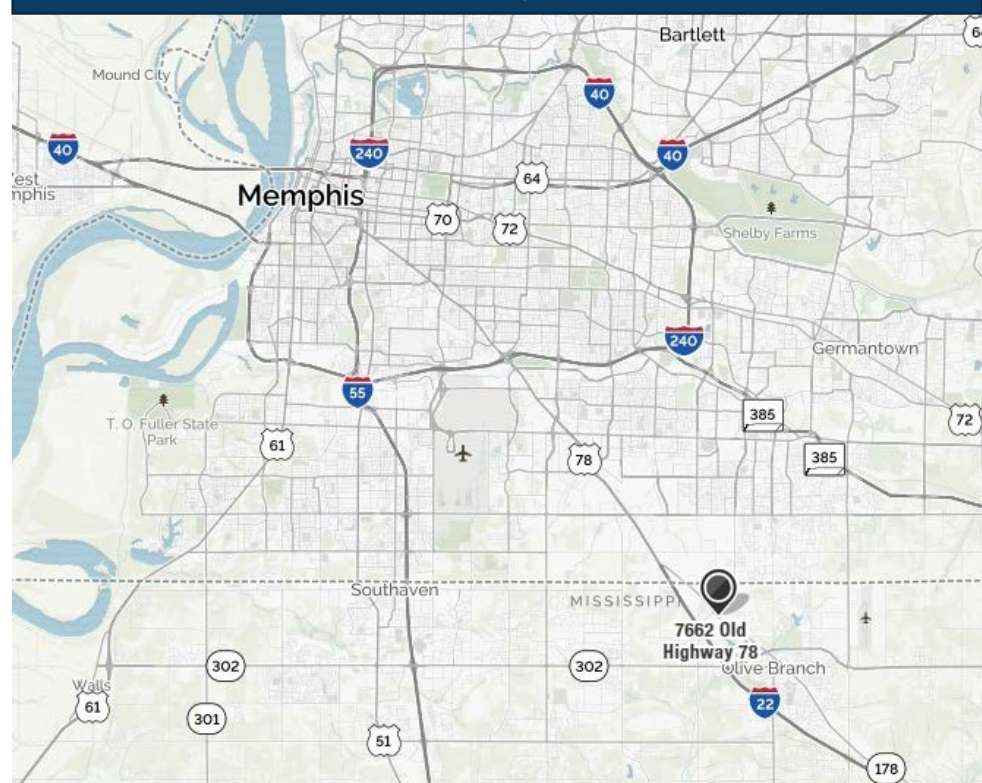 Bartlett
64
Mound City
40
40
240
40
West
Memphis
64
Memphis
70
72
Shelby Farms
240
Germantown
55
385
T. O. Fuller State
Park
72
61
385
78
Southaven
MISSISSIPPI
7662 Old
Highway 78
302
302
Olive Branch
Walls
61
22
301
51
178